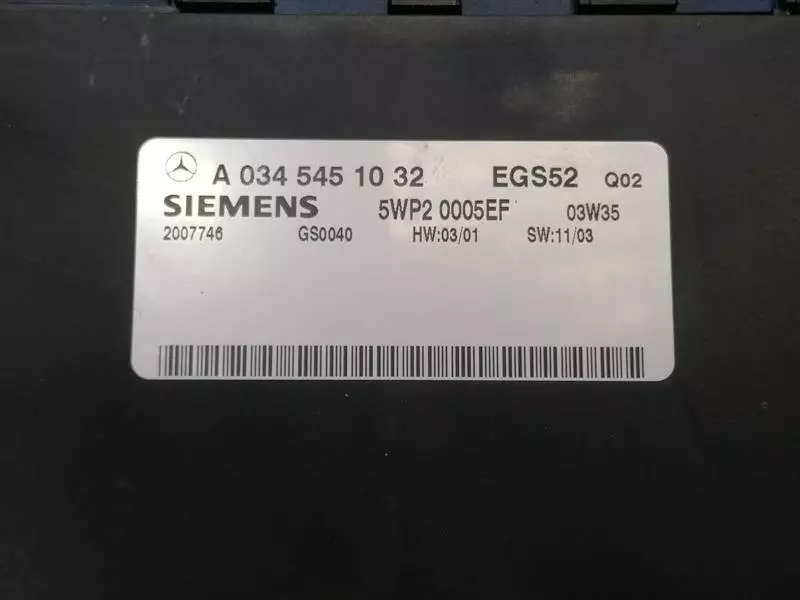 A 034 545 10 32 EGS52 Q02
SIEMENS 5WP2 0005EF 03W35
2007746 GS0040 HW:03/01 SW:11/03